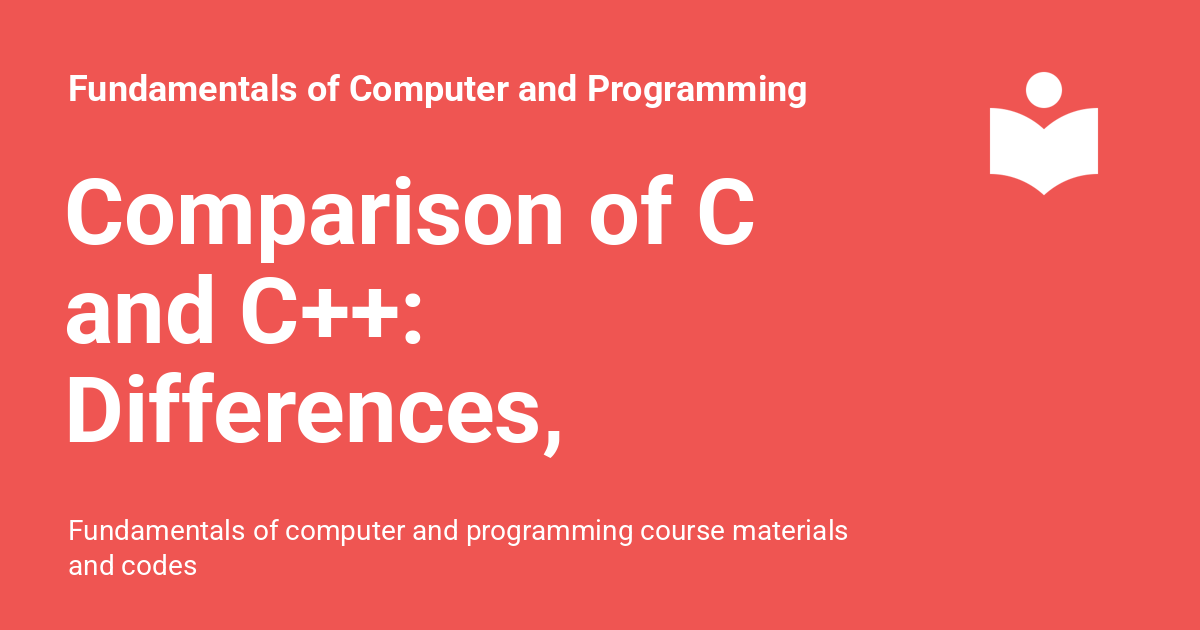 Fundamentals of Computer and Programming
Comparison of C
and C++:
Differences,
Fundamentals of computer and programming course materials
and codes